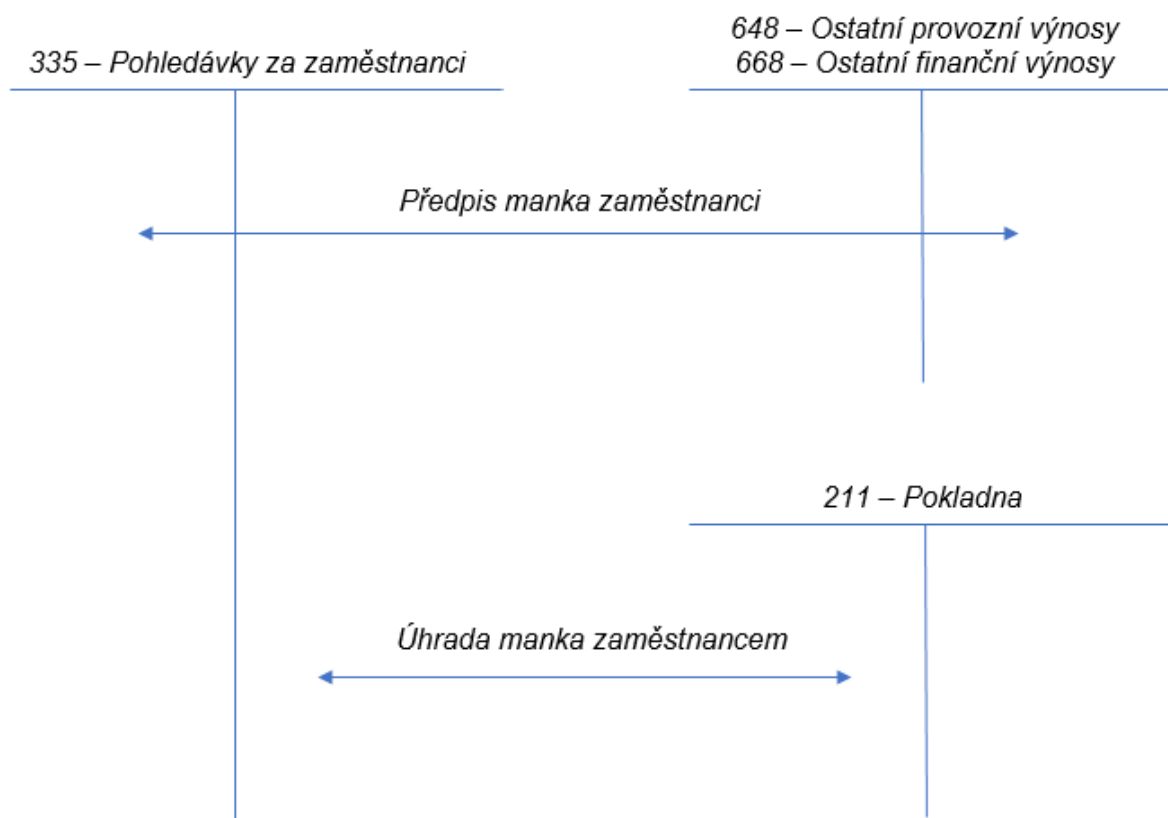 335 – Pohledávky za zaměstnanci
648 – Ostatní provozní výnosy
668 – Ostatní finanční výnosy
Předpis manka zaměstnanci
211 – Pokladna
Úhrada manka zaměstnancem